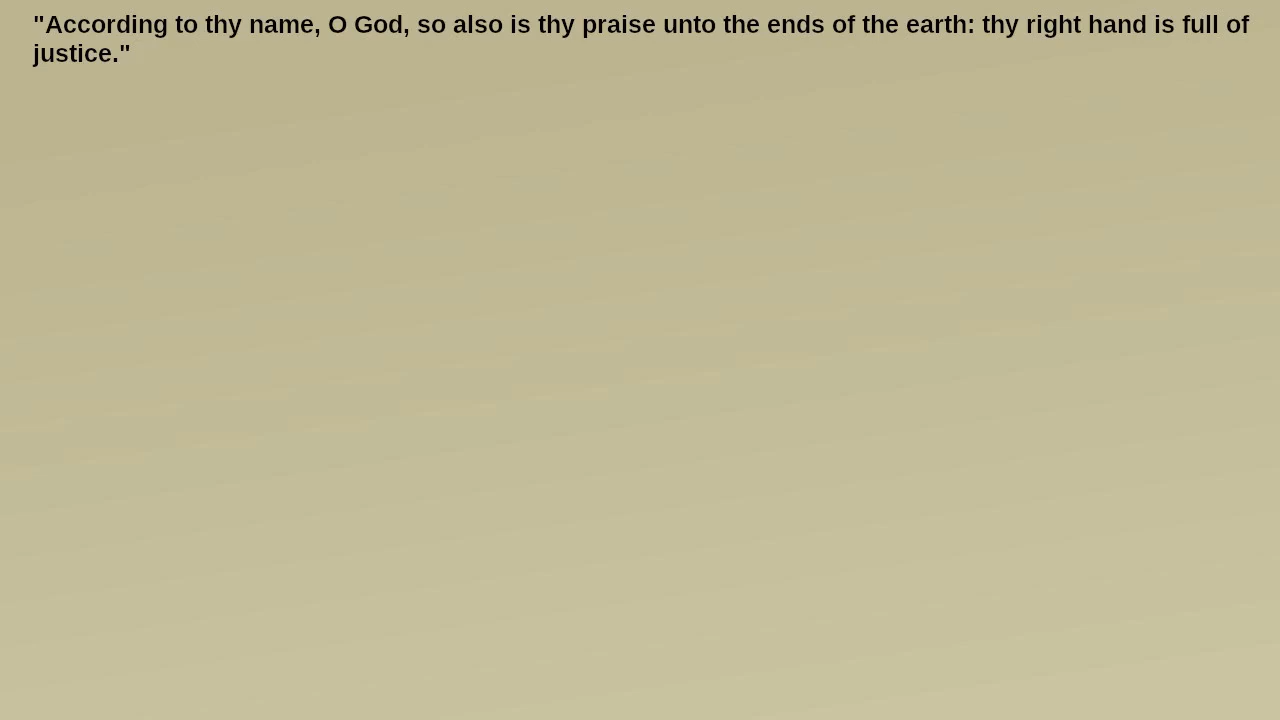 "According to thy name, O God, so also is thy praise unto the ends of the earth: thy right hand is full of
justice."